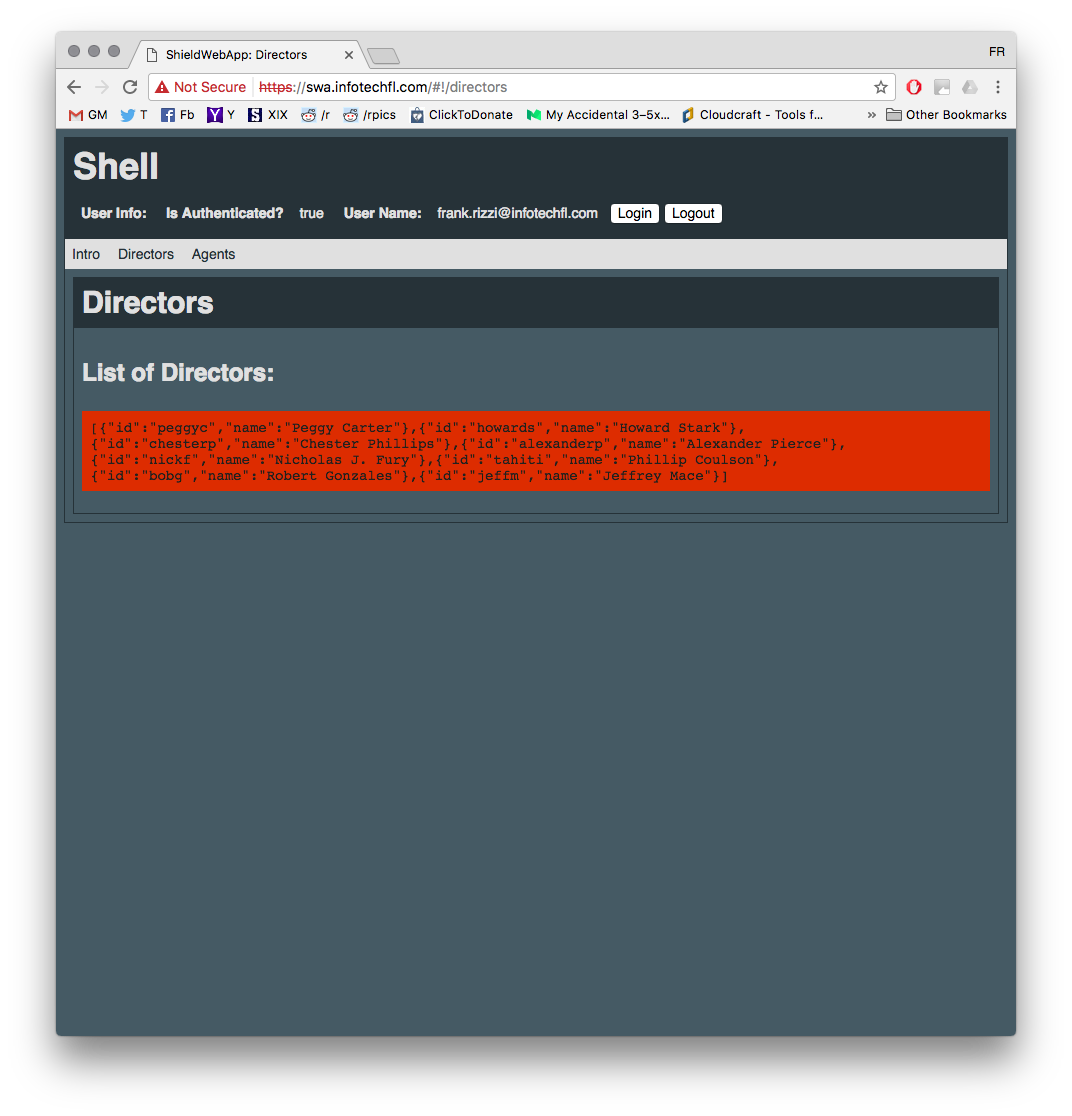 ShieldWebApp: Directors
FR
Not Secure https://swa.infotechfl.com/#!/directors
GM T Fb Y XIX /r /rpics ClickToDonate My Accidental 3–5x... Cloudcraft - Tools f... » Other Bookmarks
Shell
User Info: Is Authenticated? true User Name: frank.rizzi@infotechfl.com Login Logout
Intro Directors Agents
Directors
List of Directors:
[{"id":"peggyc","name":"Peggy Carter"},{"id":"howards","name":"Howard Stark"},
{"id":"chesterp","name":"Chester Phillips"},{"id":"alexanderp","name":"Alexander Pierce"},
{"id":"nickf","name":"Nicholas J. Fury"},{"id":"tahiti","name":"Phillip Coulson"},
{"id":"bobg","name":"Robert Gonzales"},{"id":"jeffm","name":"Jeffrey Mace"}]